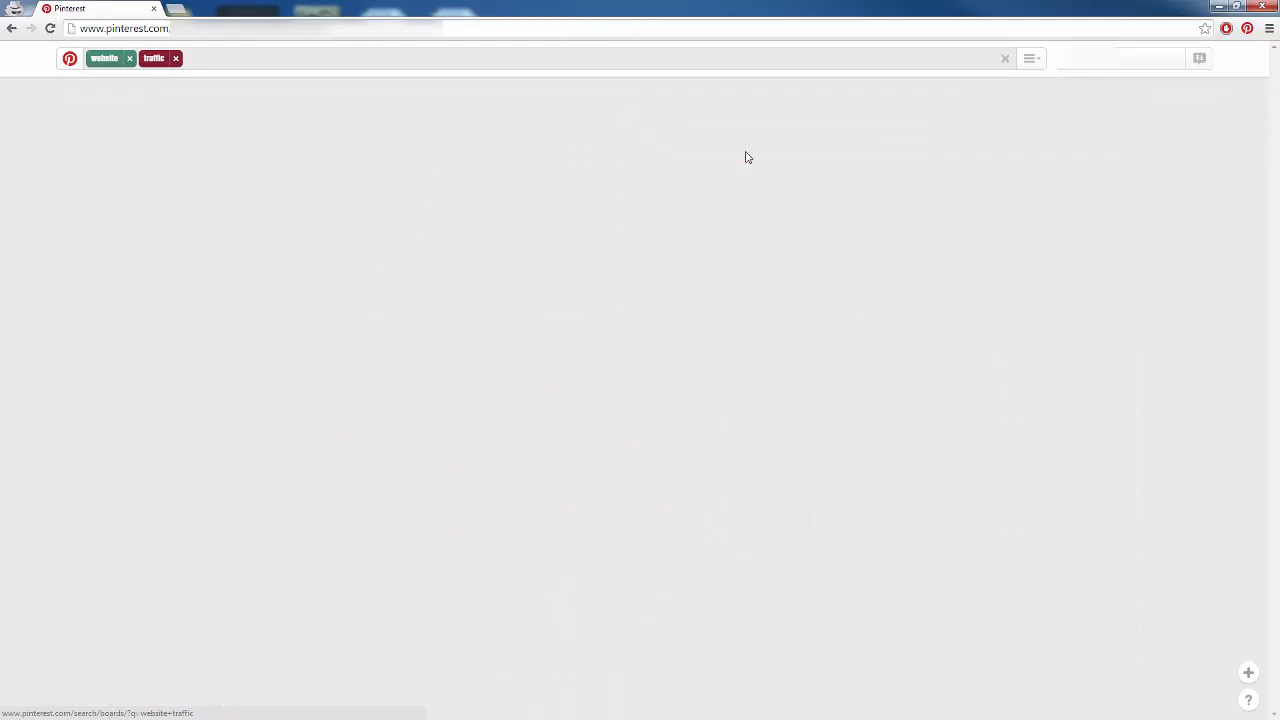 Pinterest
www.pinterest.com
website × traffic ×
www.pinterest.com/search/boards/?q=website+traffic